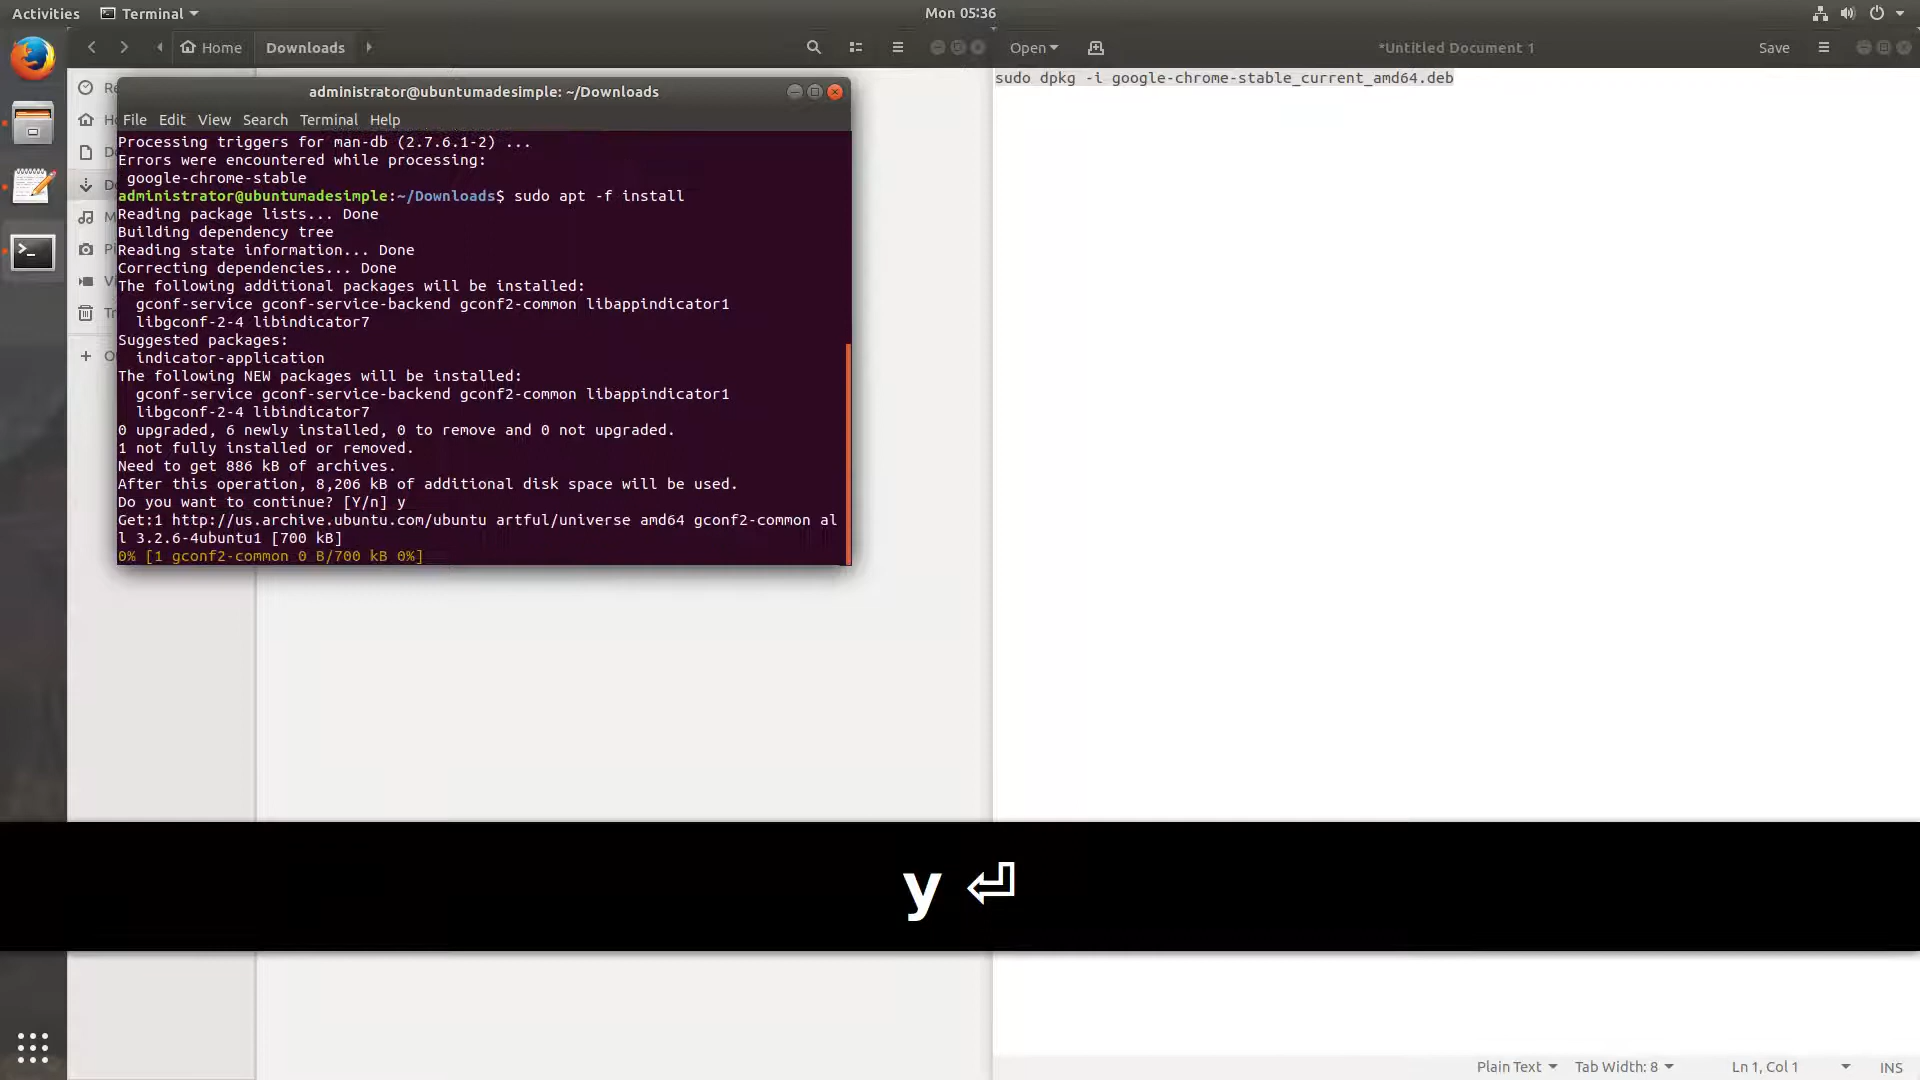 Activities
Terminal
Mon 05:36
Home
Downloads
Open
*Untitled Document 1
Save
administrator@ubuntumadesimple: ~/Downloads
File Edit View Search Terminal Help
Processing triggers for man-db (2.7.6.1-2) ...
Errors were encountered while processing:
google-chrome-stable
administrator@ubuntumadesimple:~/Downloads$ sudo apt -f install
Reading package lists... Done
Building dependency tree
Reading state information... Done
Correcting dependencies... Done
The following additional packages will be installed:
gconf-service gconf-service-backend gconf2-common libappindicator1
libgconf-2-4 libindicator7
Suggested packages:
indicator-application
The following NEW packages will be installed:
gconf-service gconf-service-backend gconf2-common libappindicator1
libgconf-2-4 libindicator7
0 upgraded, 6 newly installed, 0 to remove and 0 not upgraded.
1 not fully installed or removed.
Need to get 886 kB of archives.
After this operation, 8,206 kB of additional disk space will be used.
Do you want to continue? [Y/n] y
Get:1 http://us.archive.ubuntu.com/ubuntu artful/universe amd64 gconf2-common al
l 3.2.6-4ubuntu1 [700 kB]
0% [1 gconf2-common 0 B/700 kB 0%]
sudo dpkg -i google-chrome-stable_current_amd64.deb
y ⏎
Plain Text
Tab Width: 8
Ln 1, Col 1
INS